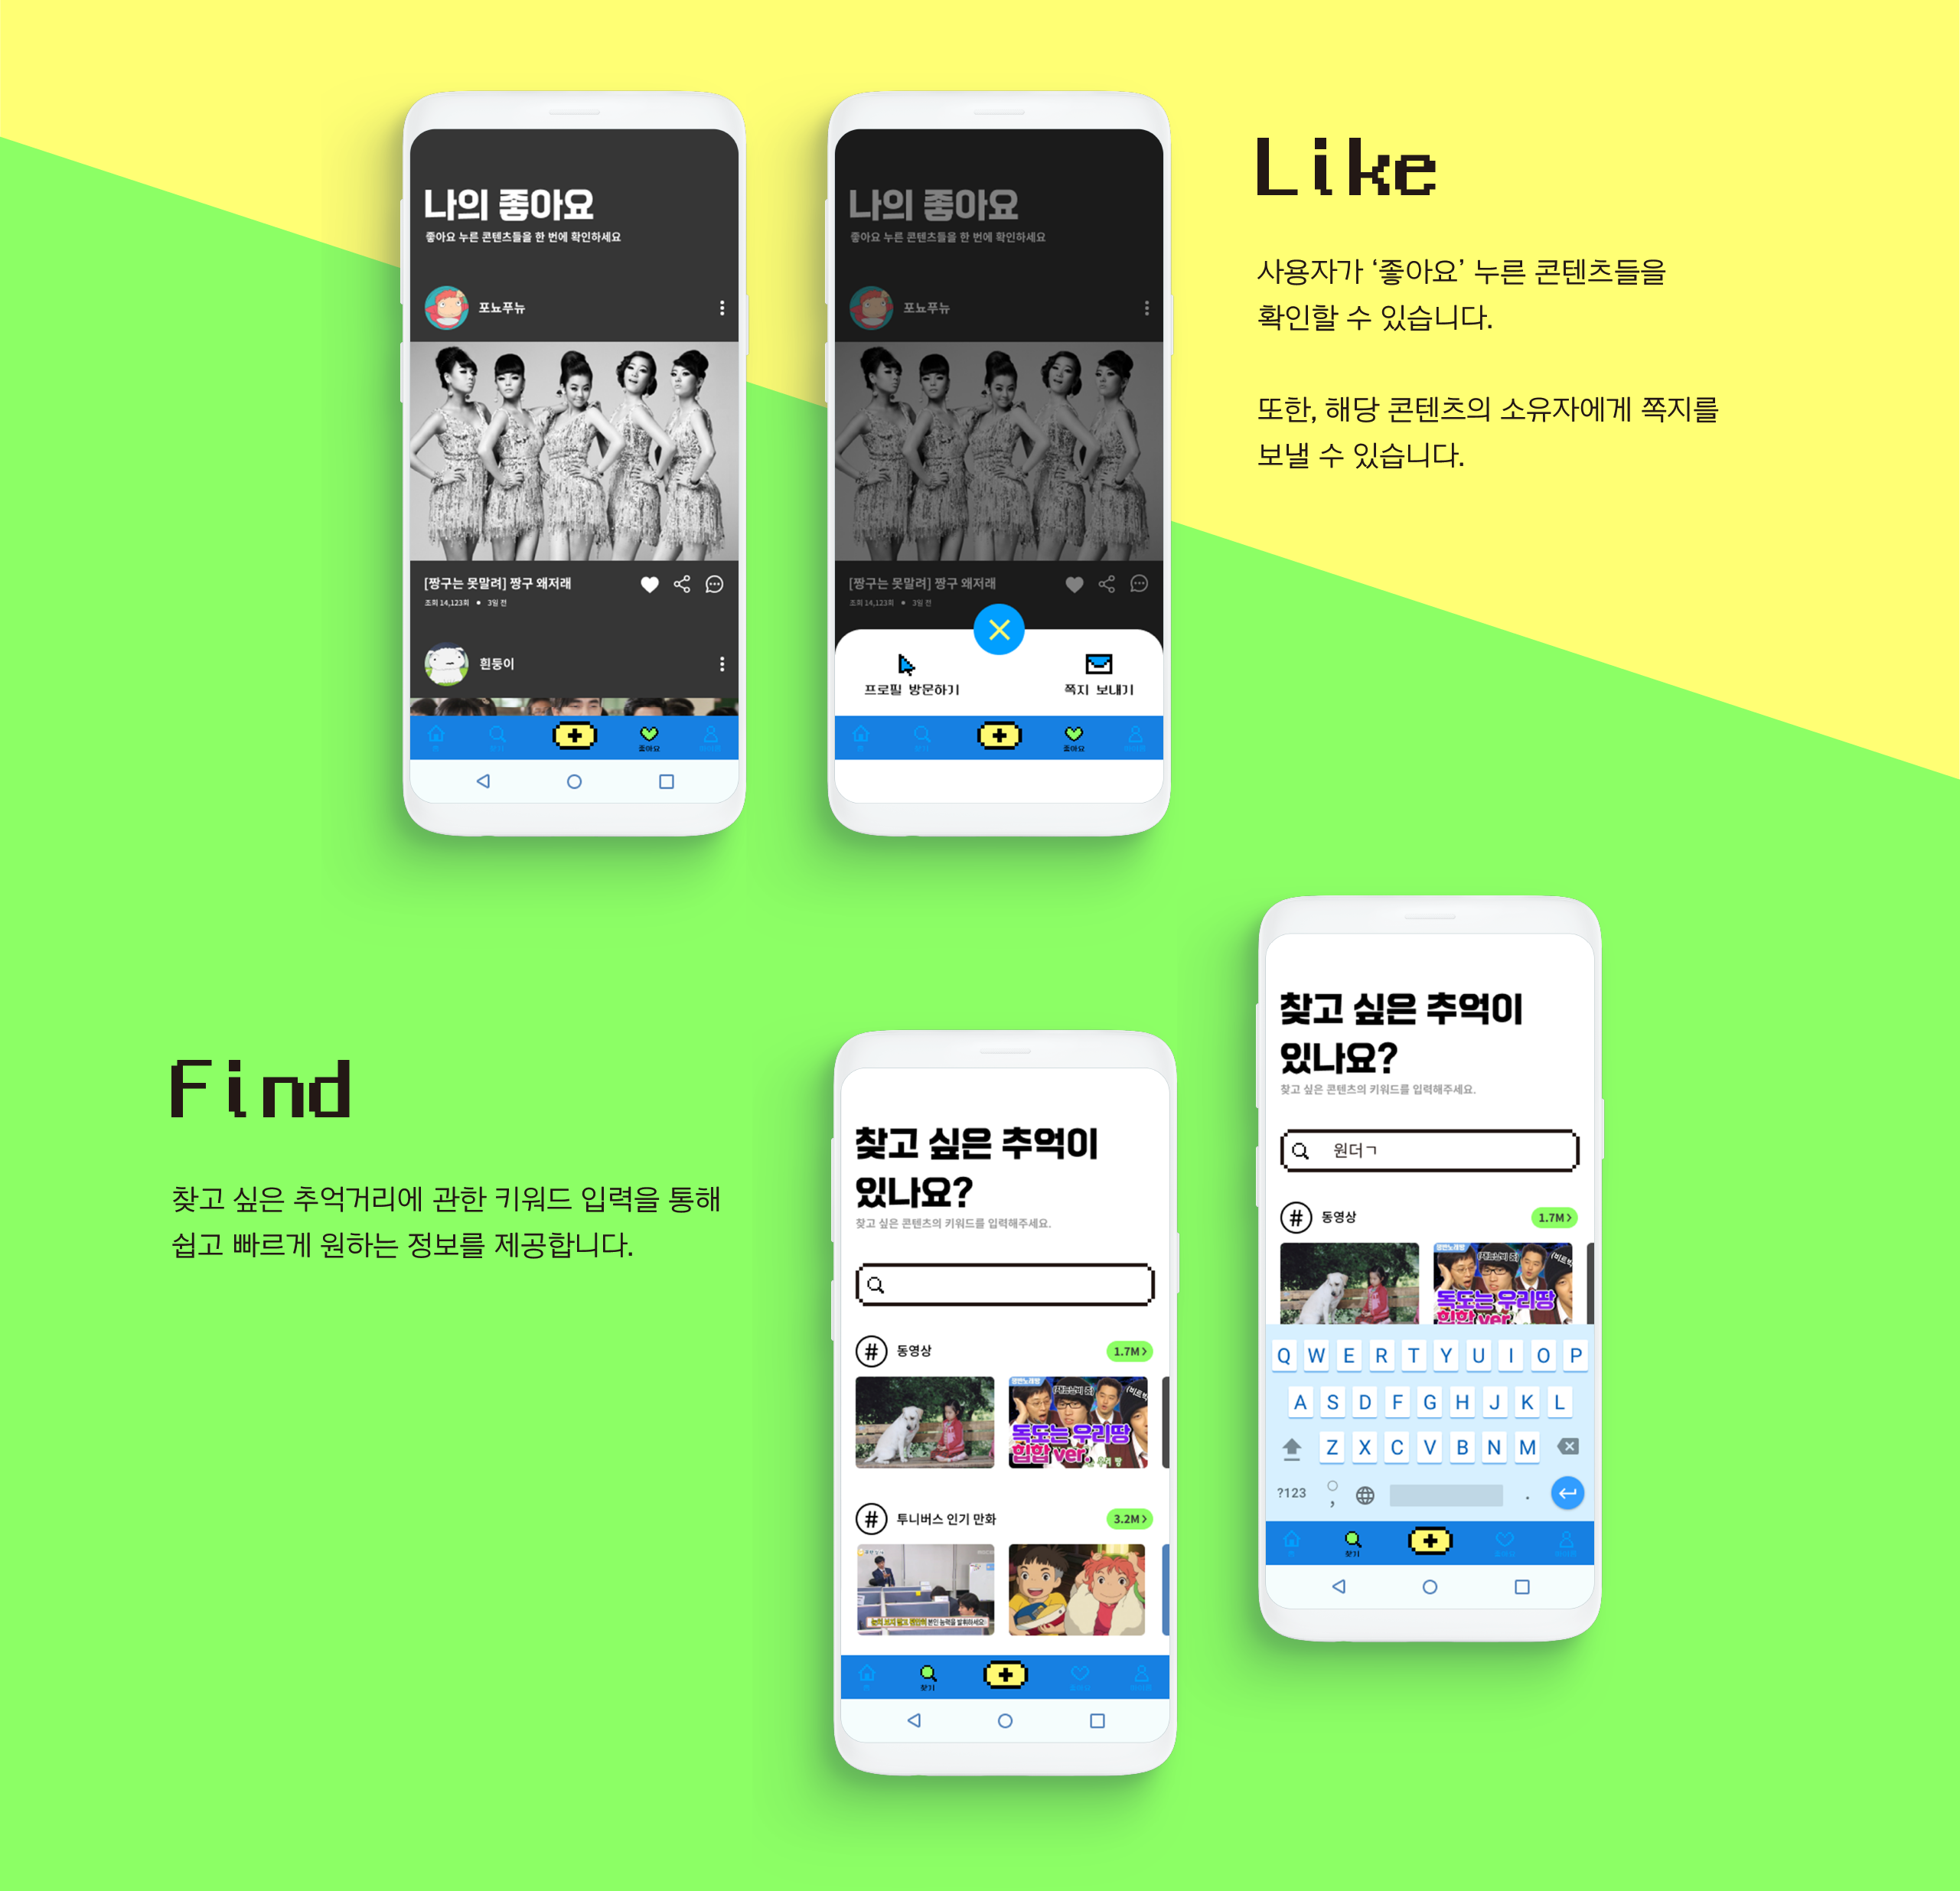 나의 좋아요
좋아요 누른 콘텐츠들을 한 번에 확인하세요
포뇨푸뉴
[짱구는 못말려] 짱구 왜저래
조회 14,123회 • 3일 전
흰둥이
좋아요
나의 좋아요
좋아요 누른 콘텐츠들을 한 번에 확인하세요
포뇨푸뉴
[짱구는 못말려] 짱구 왜저래
조회 14,123회 • 3일 전
프로필 방문하기
쪽지 보내기
좋아요
Like
사용자가 ‘좋아요’ 누른 콘텐츠들을
확인할 수 있습니다.
또한, 해당 콘텐츠의 소유자에게 쪽지를
보낼 수 있습니다.
Find
찾고 싶은 추억거리에 관한 키워드 입력을 통해
쉽고 빠르게 원하는 정보를 제공합니다.
찾고 싶은 추억이
있나요?
찾고 싶은 콘텐츠의 키워드를 입력해주세요.
# 동영상 1.7M >
독도는 우리땅
힙합 ver.
# 투니버스 인기 만화 3.2M >
찾기
찾고 싶은 추억이
있나요?
찾고 싶은 콘텐츠의 키워드를 입력해주세요.
원더ㄱ
# 동영상 1.7M >
독도는 우리땅
힙합 ver.
Q W E R T Y U I O P
A S D F G H J K L
Z X C V B N M
?123 , .
찾기